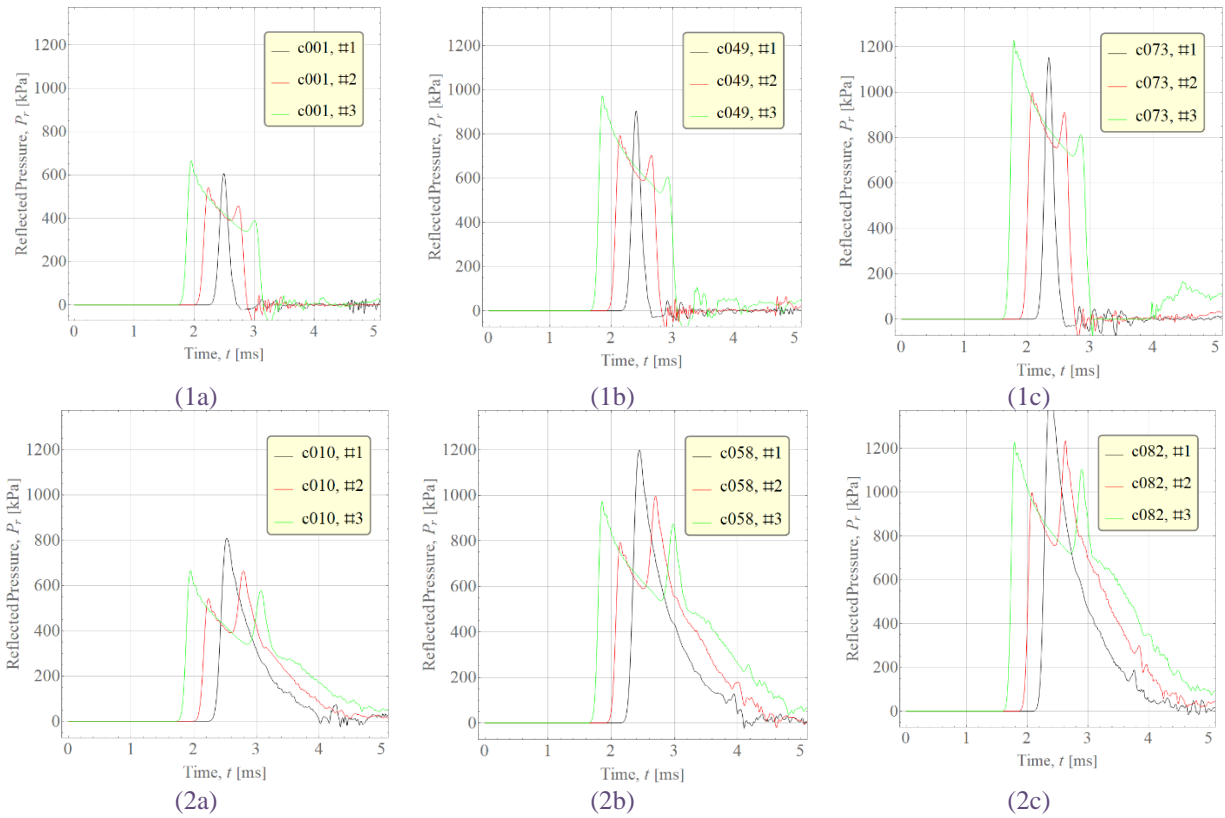 Reflected Pressure, P_r [kPa]
1200
1000
800
600
400
200
0
c001, #1
c001, #2
c001, #3
0 1 2 3 4 5
Time, t [ms]
(1a)
Reflected Pressure, P_r [kPa]
1200
1000
800
600
400
200
0
c049, #1
c049, #2
c049, #3
0 1 2 3 4 5
Time, t [ms]
(1b)
Reflected Pressure, P_r [kPa]
1200
1000
800
600
400
200
0
c073, #1
c073, #2
c073, #3
0 1 2 3 4 5
Time, t [ms]
(1c)
Reflected Pressure, P_r [kPa]
1200
1000
800
600
400
200
0
c010, #1
c010, #2
c010, #3
0 1 2 3 4 5
Time, t [ms]
(2a)
Reflected Pressure, P_r [kPa]
1200
1000
800
600
400
200
0
c058, #1
c058, #2
c058, #3
0 1 2 3 4 5
Time, t [ms]
(2b)
Reflected Pressure, P_r [kPa]
1200
1000
800
600
400
200
0
c082, #1
c082, #2
c082, #3
0 1 2 3 4 5
Time, t [ms]
(2c)